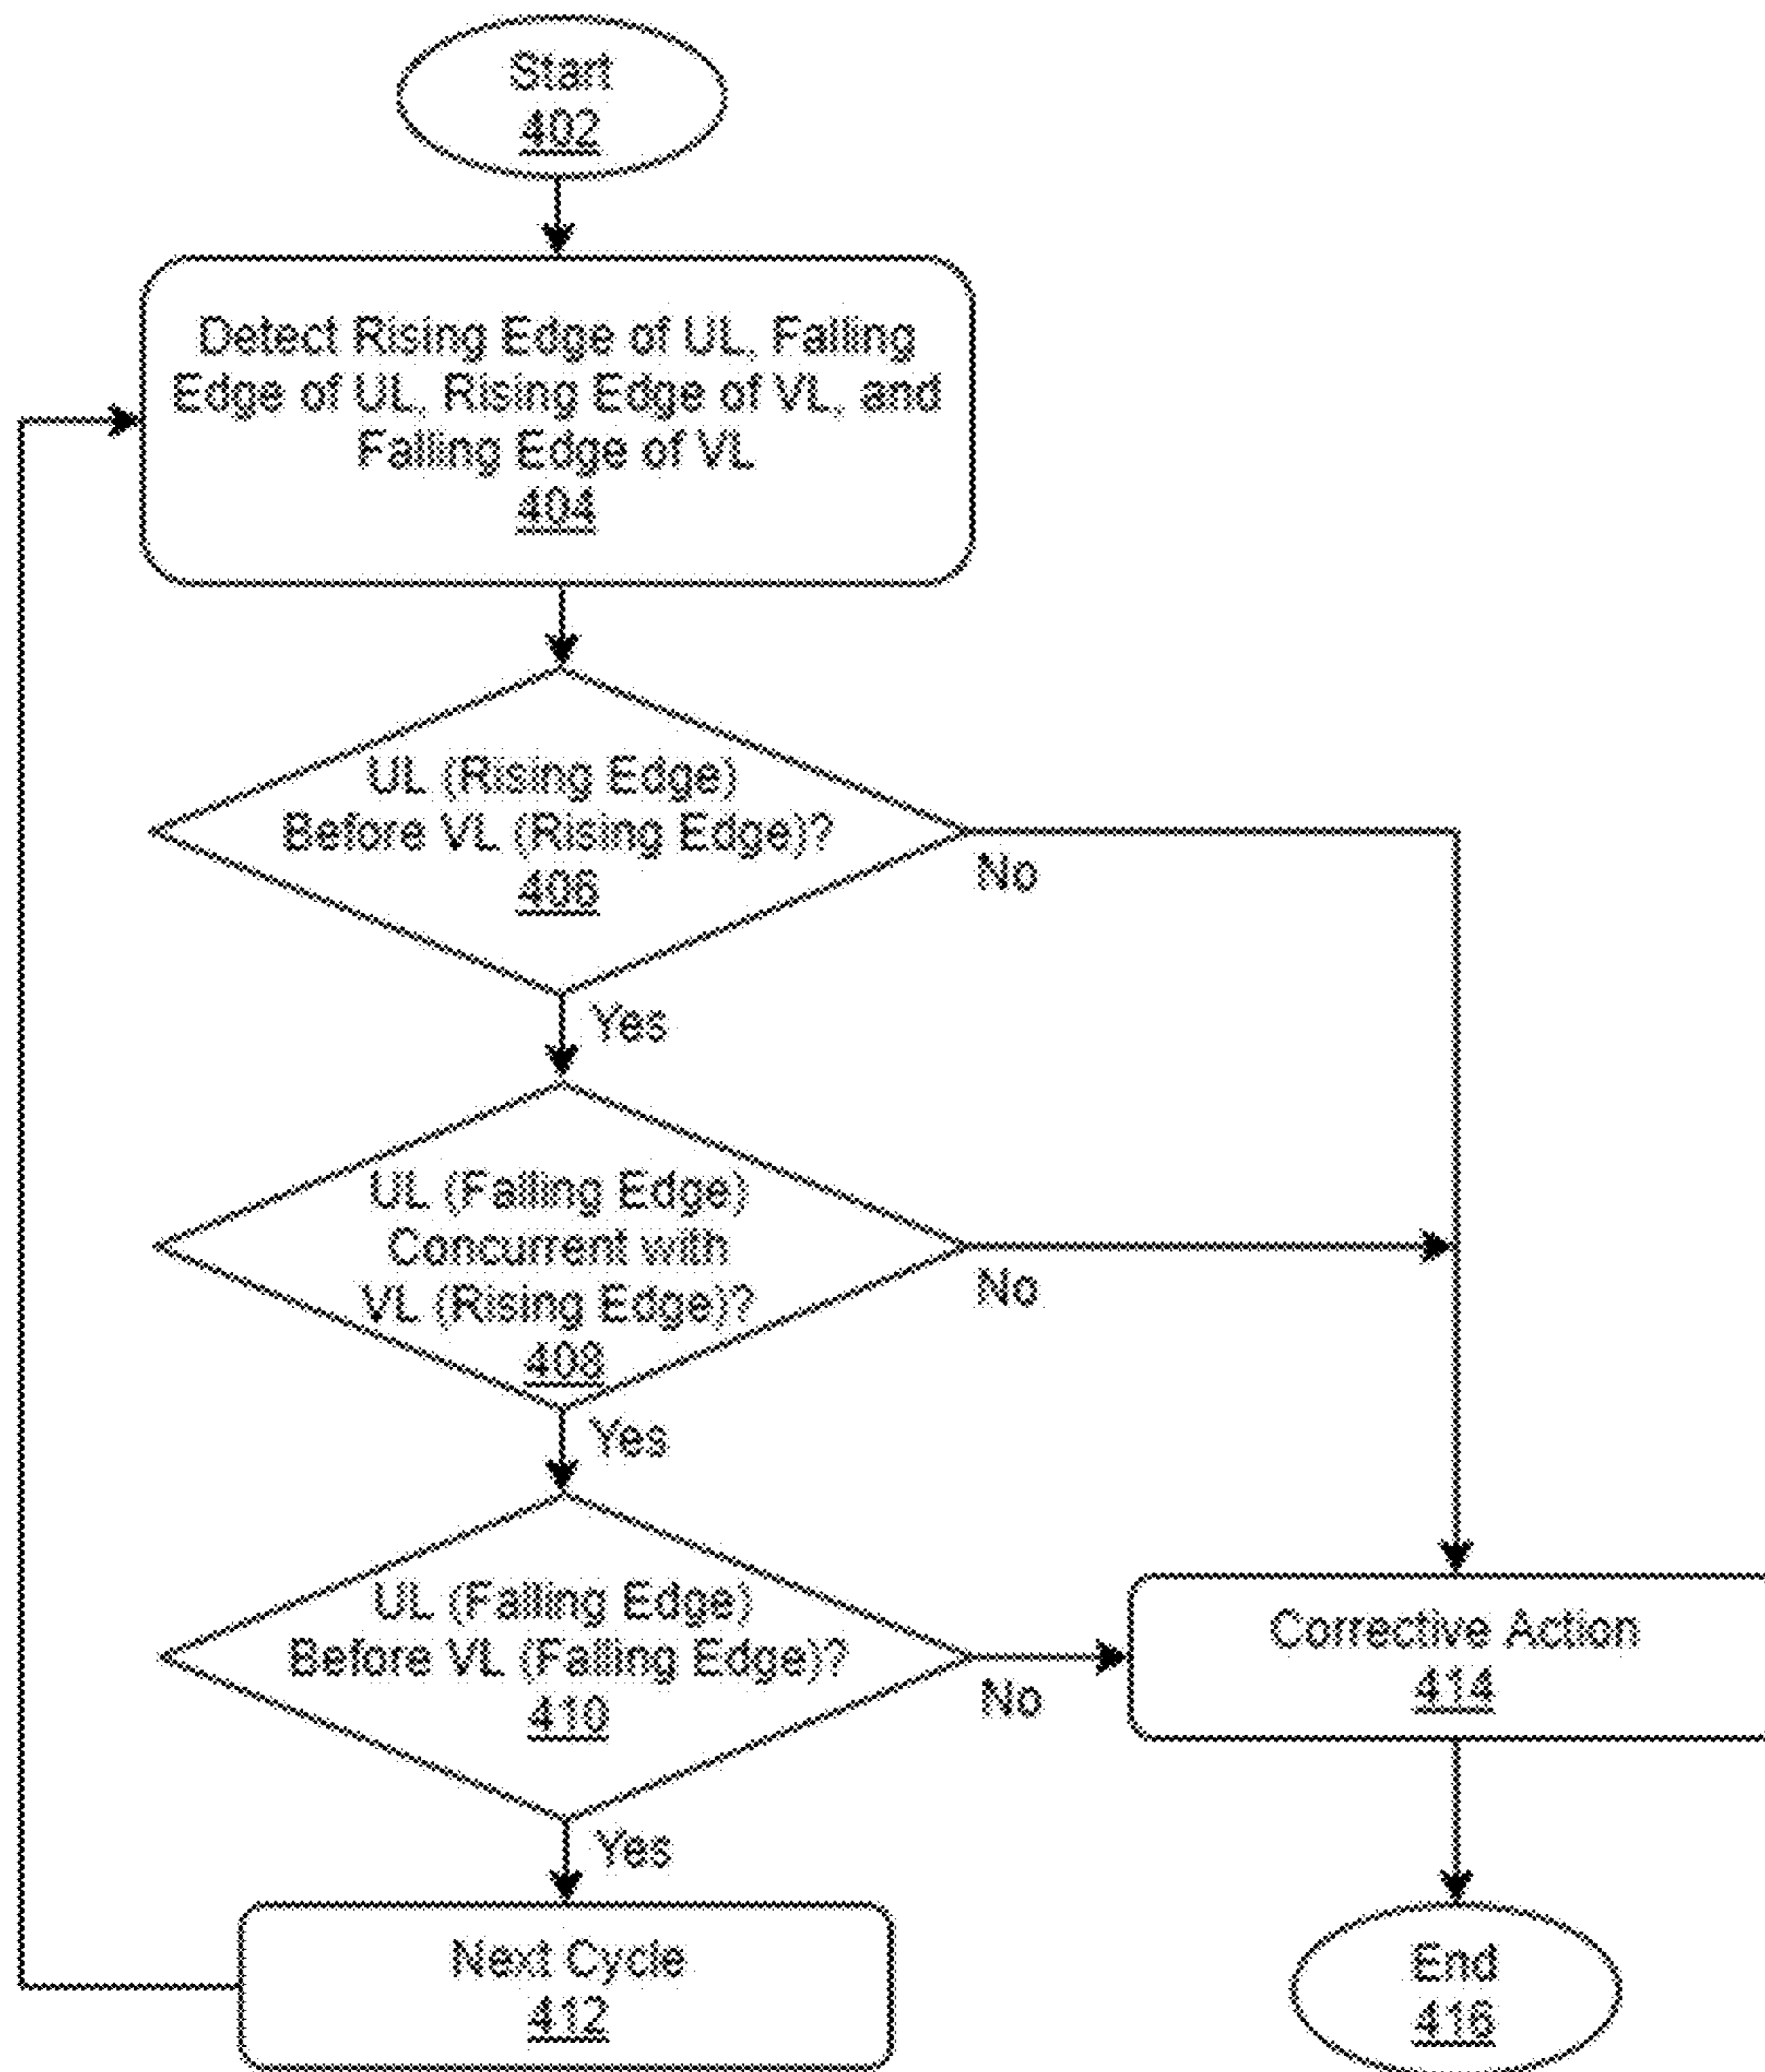 Start
402
Detect Rising Edge of UL, Falling
Edge of UL, Rising Edge of VL, and
Falling Edge of VL
404
UL (Rising Edge)
Before VL (Rising Edge)?
406
No
Yes
UL (Falling Edge)
Concurrent with
VL (Rising Edge)?
408
No
Yes
UL (Falling Edge)
Before VL (Falling Edge)?
410
No
Yes
Corrective Action
414
Next Cycle
412
End
416